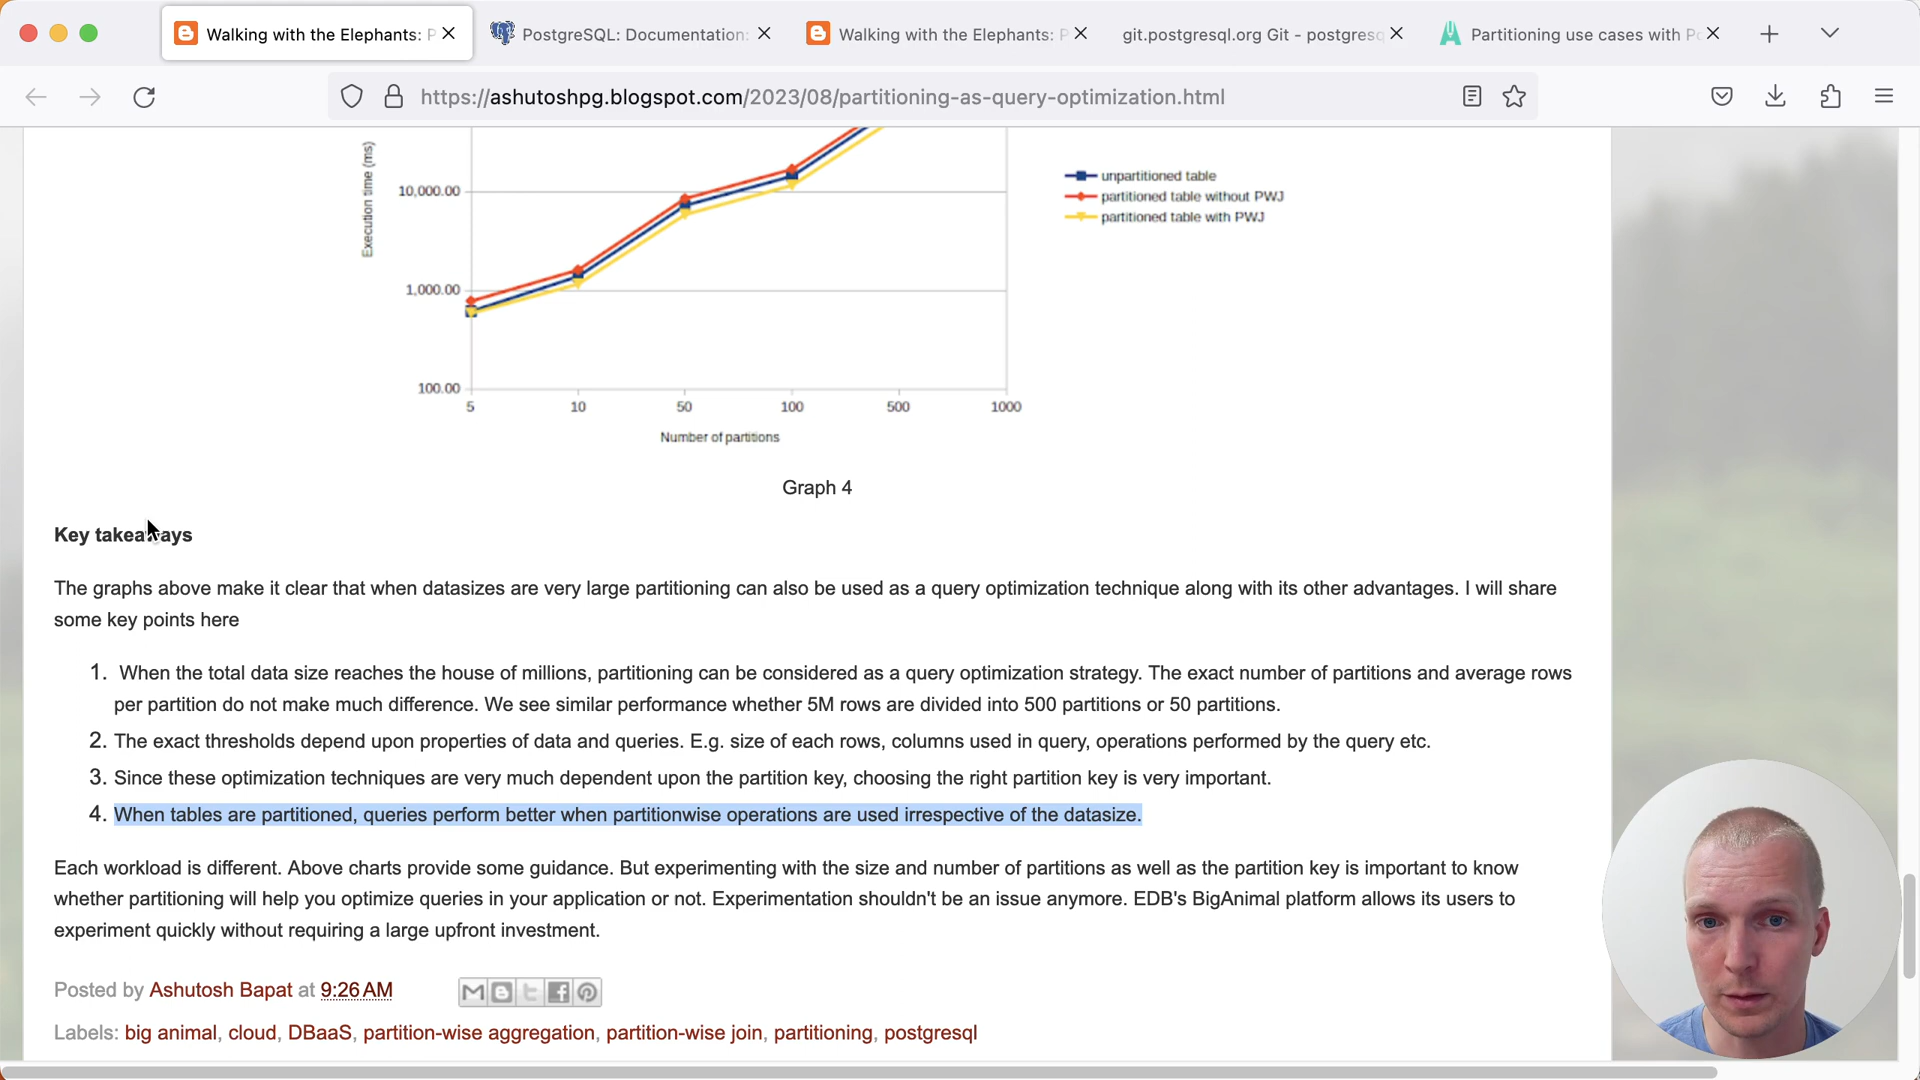 Walking with the Elephants: P
PostgreSQL: Documentation:
Walking with the Elephants: P
git.postgresql.org Git - postgresq
Partitioning use cases with Po
https://ashutoshpg.blogspot.com/2023/08/partitioning-as-query-optimization.html
Execution time (ms)
10,000.00
1,000.00
100.00
5 10 50 100 500 1000
Number of partitions
unpartitioned table
partitioned table without PWJ
partitioned table with PWJ
Graph 4
Key takeaways
The graphs above make it clear that when datasizes are very large partitioning can also be used as a query optimization technique along with its other advantages. I will share
some key points here
1. When the total data size reaches the house of millions, partitioning can be considered as a query optimization strategy. The exact number of partitions and average rows
per partition do not make much difference. We see similar performance whether 5M rows are divided into 500 partitions or 50 partitions.
2. The exact thresholds depend upon properties of data and queries. E.g. size of each rows, columns used in query, operations performed by the query etc.
3. Since these optimization techniques are very much dependent upon the partition key, choosing the right partition key is very important.
4. When tables are partitioned, queries perform better when partitionwise operations are used irrespective of the datasize.
Each workload is different. Above charts provide some guidance. But experimenting with the size and number of partitions as well as the partition key is important to know
whether partitioning will help you optimize queries in your application or not. Experimentation shouldn't be an issue anymore. EDB's BigAnimal platform allows its users to
experiment quickly without requiring a large upfront investment.
Posted by Ashutosh Bapat at 9:26 AM
Labels: big animal, cloud, DBaaS, partition-wise aggregation, partition-wise join, partitioning, postgresql